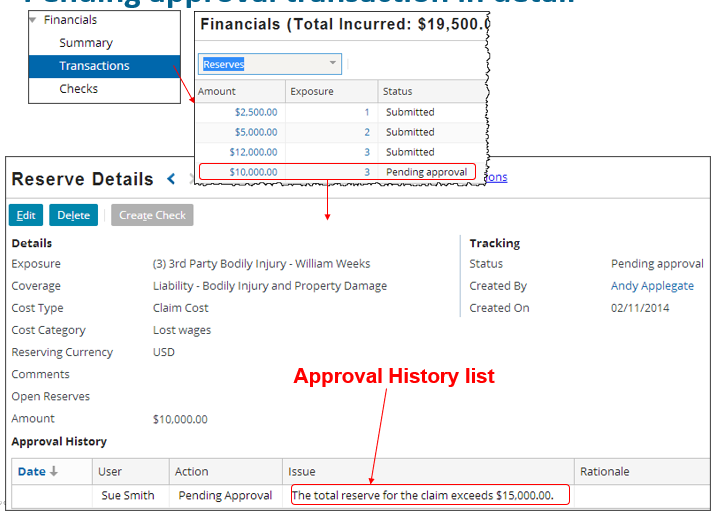 Pending approval transaction in detail
Financials
Summary
Transactions
Checks
Financials (Total Incurred: $19,500.0
Reserves
Amount Exposure Status
$2,500.00 1 Submitted
$5,000.00 2 Submitted
$12,000.00 3 Submitted
$10,000.00 3 Pending approval
Reserve Details
ons
Edit Delete Create Check
Details Tracking
Exposure (3) 3rd Party Bodily Injury - William Weeks Status Pending approval
Coverage Liability - Bodily Injury and Property Damage Created By Andy Applegate
Cost Type Claim Cost Created On 02/11/2014
Cost Category Lost wages
Reserving Currency USD
Comments
Open Reserves
Amount $10,000.00
Approval History list
Approval History
Date User Action Issue Rationale
Sue Smith Pending Approval The total reserve for the claim exceeds $15,000.00.